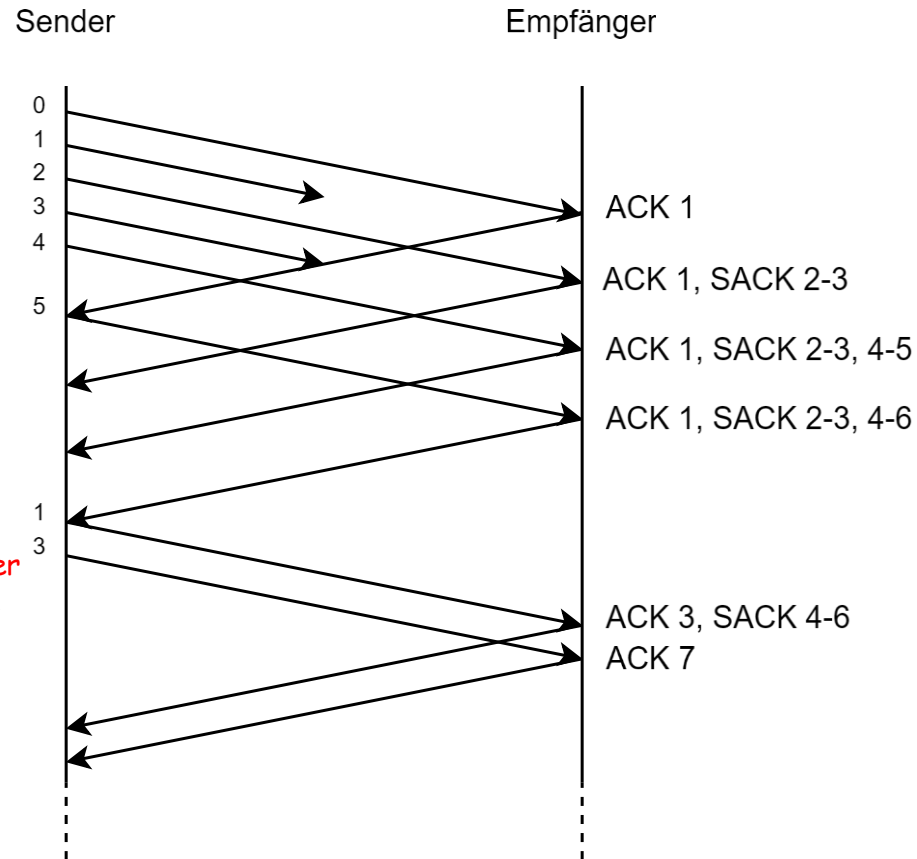 Sender Empfänger
0
1
2
3
4
5
1
3
er
ACK 1
ACK 1, SACK 2-3
ACK 1, SACK 2-3, 4-5
ACK 1, SACK 2-3, 4-6
ACK 3, SACK 4-6
ACK 7